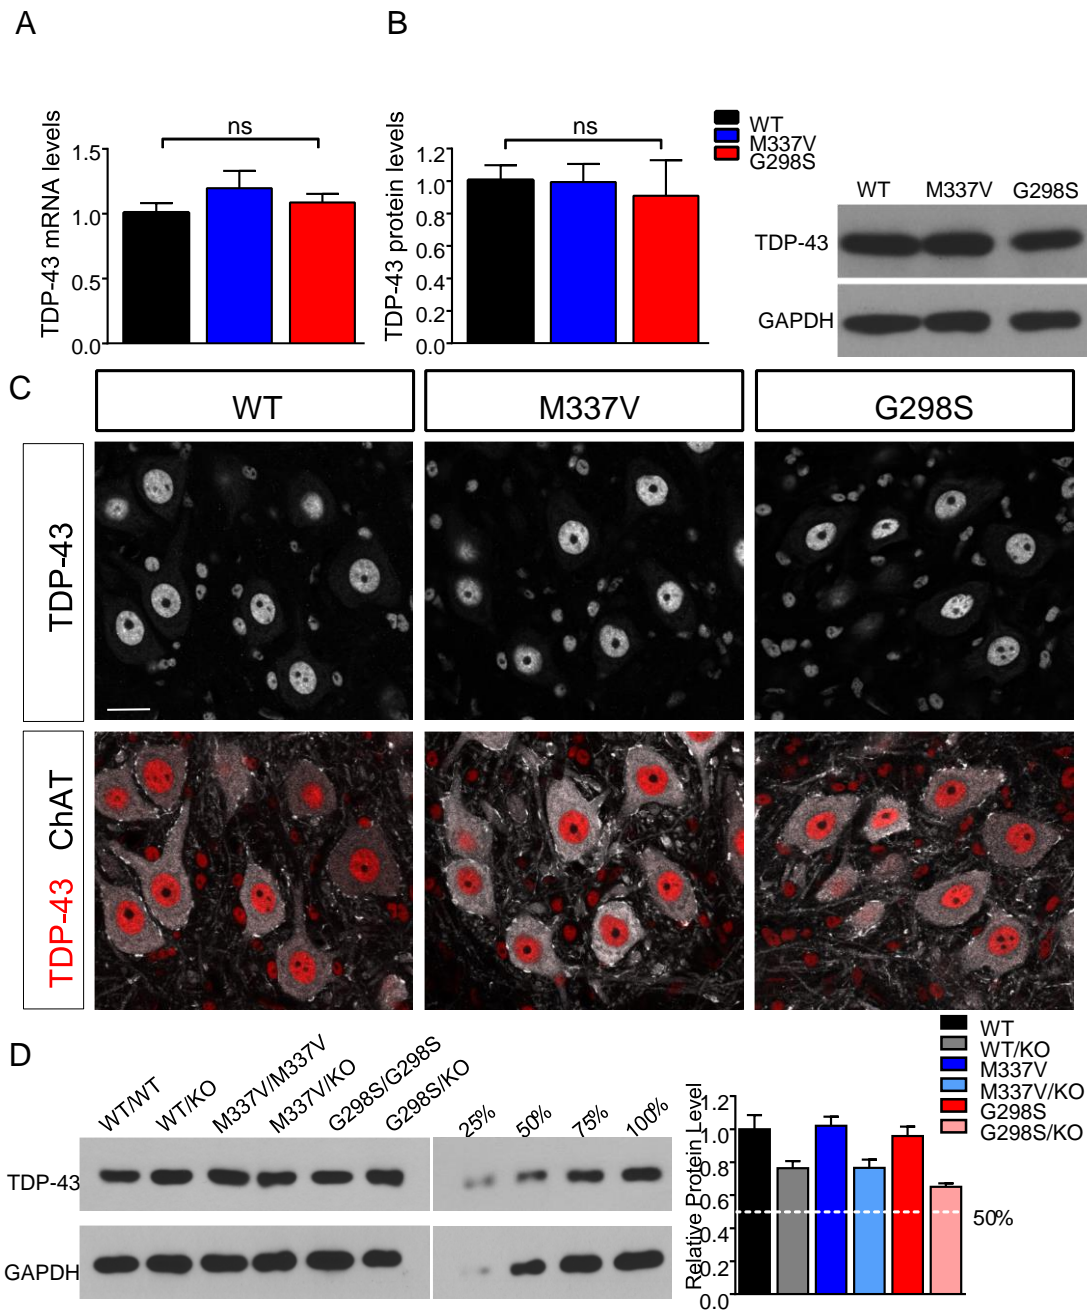 A
B
ns
ns
WT
M337V
G298S
TDP-43 mRNA levels
1.5
1.0
0.5
0.0
TDP-43 protein levels
1.2
1.0
0.8
0.6
0.4
0.2
0.0
WT M337V G298S
TDP-43
GAPDH
C
WT M337V G298S
TDP-43
TDP-43 ChAT
D
WT/WT WT/KO M337V/M337V M337V/KO G298S/G298S G298S/KO
25% 50% 75% 100%
TDP-43
GAPDH
WT
WT/KO
M337V
M337V/KO
G298S
G298S/KO
Relative Protein Level
1.2
1.0
0.8
0.6
0.4
0.2
0.0
50%